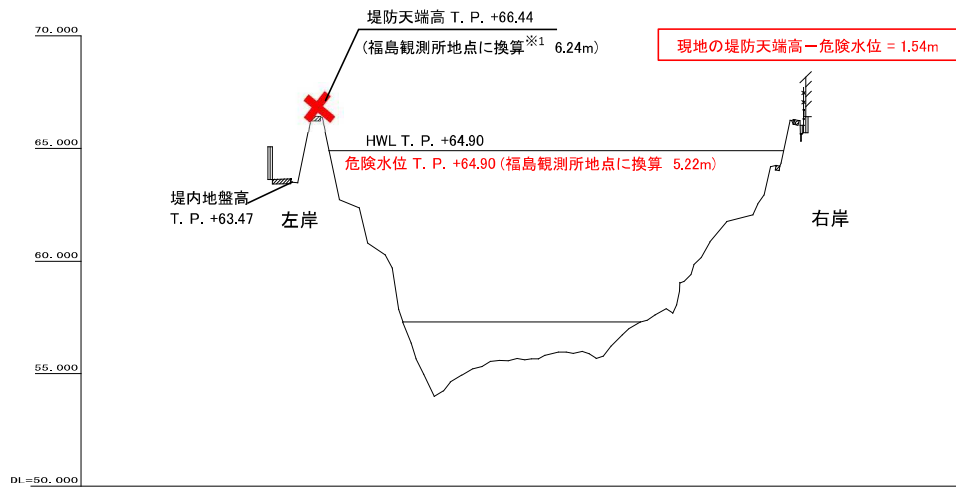 堤防天端高 T. P. +66.44
(福島観測所地点に換算※1 6.24m)
現地の堤防天端高－危険水位 = 1.54m
70.000
HWL T. P. +64.90
65.000
危険水位 T. P. +64.90 (福島観測所地点に換算 5.22m)
堤内地盤高
T. P. +63.47
左岸
右岸
60.000
55.000
DL=50.000